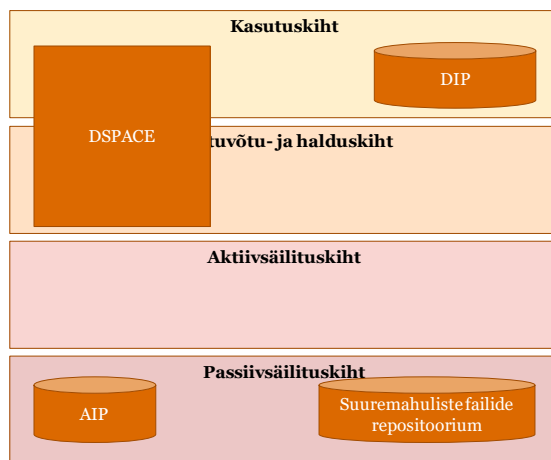 Kasutuskiht
DIP
DSPACE
tuvõtu- ja halduskiht
Aktiivsäilituskiht
Passiivsäilituskiht
AIP
Suuremahuliste failide
repositoorium